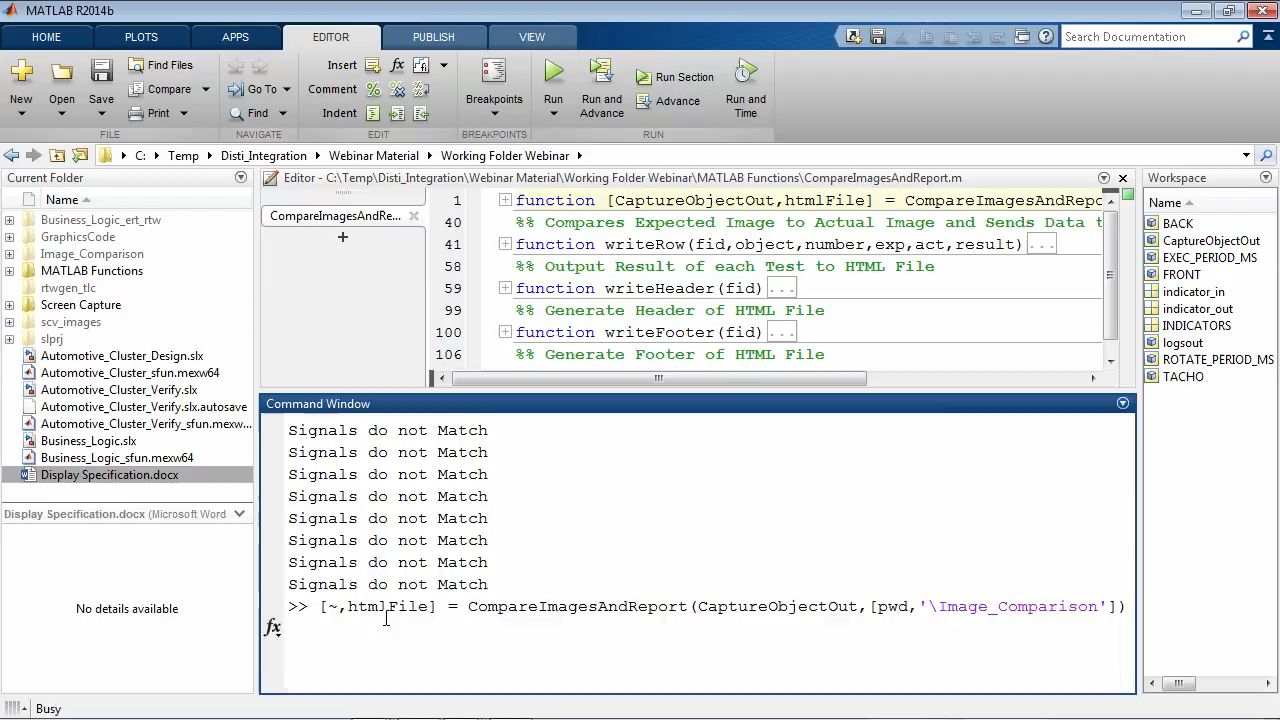 MATLAB R2014b
HOME PLOTS APPS EDITOR PUBLISH VIEW
Search Documentation
New Open Save Find Files Compare Print
FILE
Go To Find
NAVIGATE
Insert fx
Comment
Indent
EDIT
Breakpoints
BREAKPOINTS
Run Run and Advance Run Section Advance Run and Time
RUN
C: Temp Disti_Integration Webinar Material Working Folder Webinar
Current Folder
Name
Business_Logic_ert_rtw
GraphicsCode
Image_Comparison
MATLAB Functions
rtwgen_tlc
Screen Capture
scv_images
slprj
Automotive_Cluster_Design.slx
Automotive_Cluster_sfun.mexw64
Automotive_Cluster_Verify.slx
Automotive_Cluster_Verify.slx.autosave
Automotive_Cluster_Verify_sfun.mexw...
Business_Logic.slx
Business_Logic_sfun.mexw64
Display Specification.docx
Display Specification.docx (Microsoft Word
No details available
Editor - C:\Temp\Disti_Integration\Webinar Material\Working Folder Webinar\MATLAB Functions\CompareImagesAndReport.m
CompareImagesAndRe...
1 function [CaptureObjectOut,htmlFile] = CompareImagesAndRepo
40 %% Compares Expected Image to Actual Image and Sends Data t
41 function writeRow(fid,object,number,exp,act,result) ...
58 %% Output Result of each Test to HTML File
59 function writeHeader(fid) ...
99 %% Generate Header of HTML File
100 function writeFooter(fid) ...
106 %% Generate Footer of HTML File
Command Window
Signals do not Match
Signals do not Match
Signals do not Match
Signals do not Match
Signals do not Match
Signals do not Match
Signals do not Match
Signals do not Match
>> [~,htmlFile] = CompareImagesAndReport(CaptureObjectOut,[pwd,'\Image_Comparison'])
fx
Workspace
Name
BACK
CaptureObjectOut
EXEC_PERIOD_MS
FRONT
indicator_in
indicator_out
INDICATORS
logsout
ROTATE_PERIOD_MS
TACHO
Busy